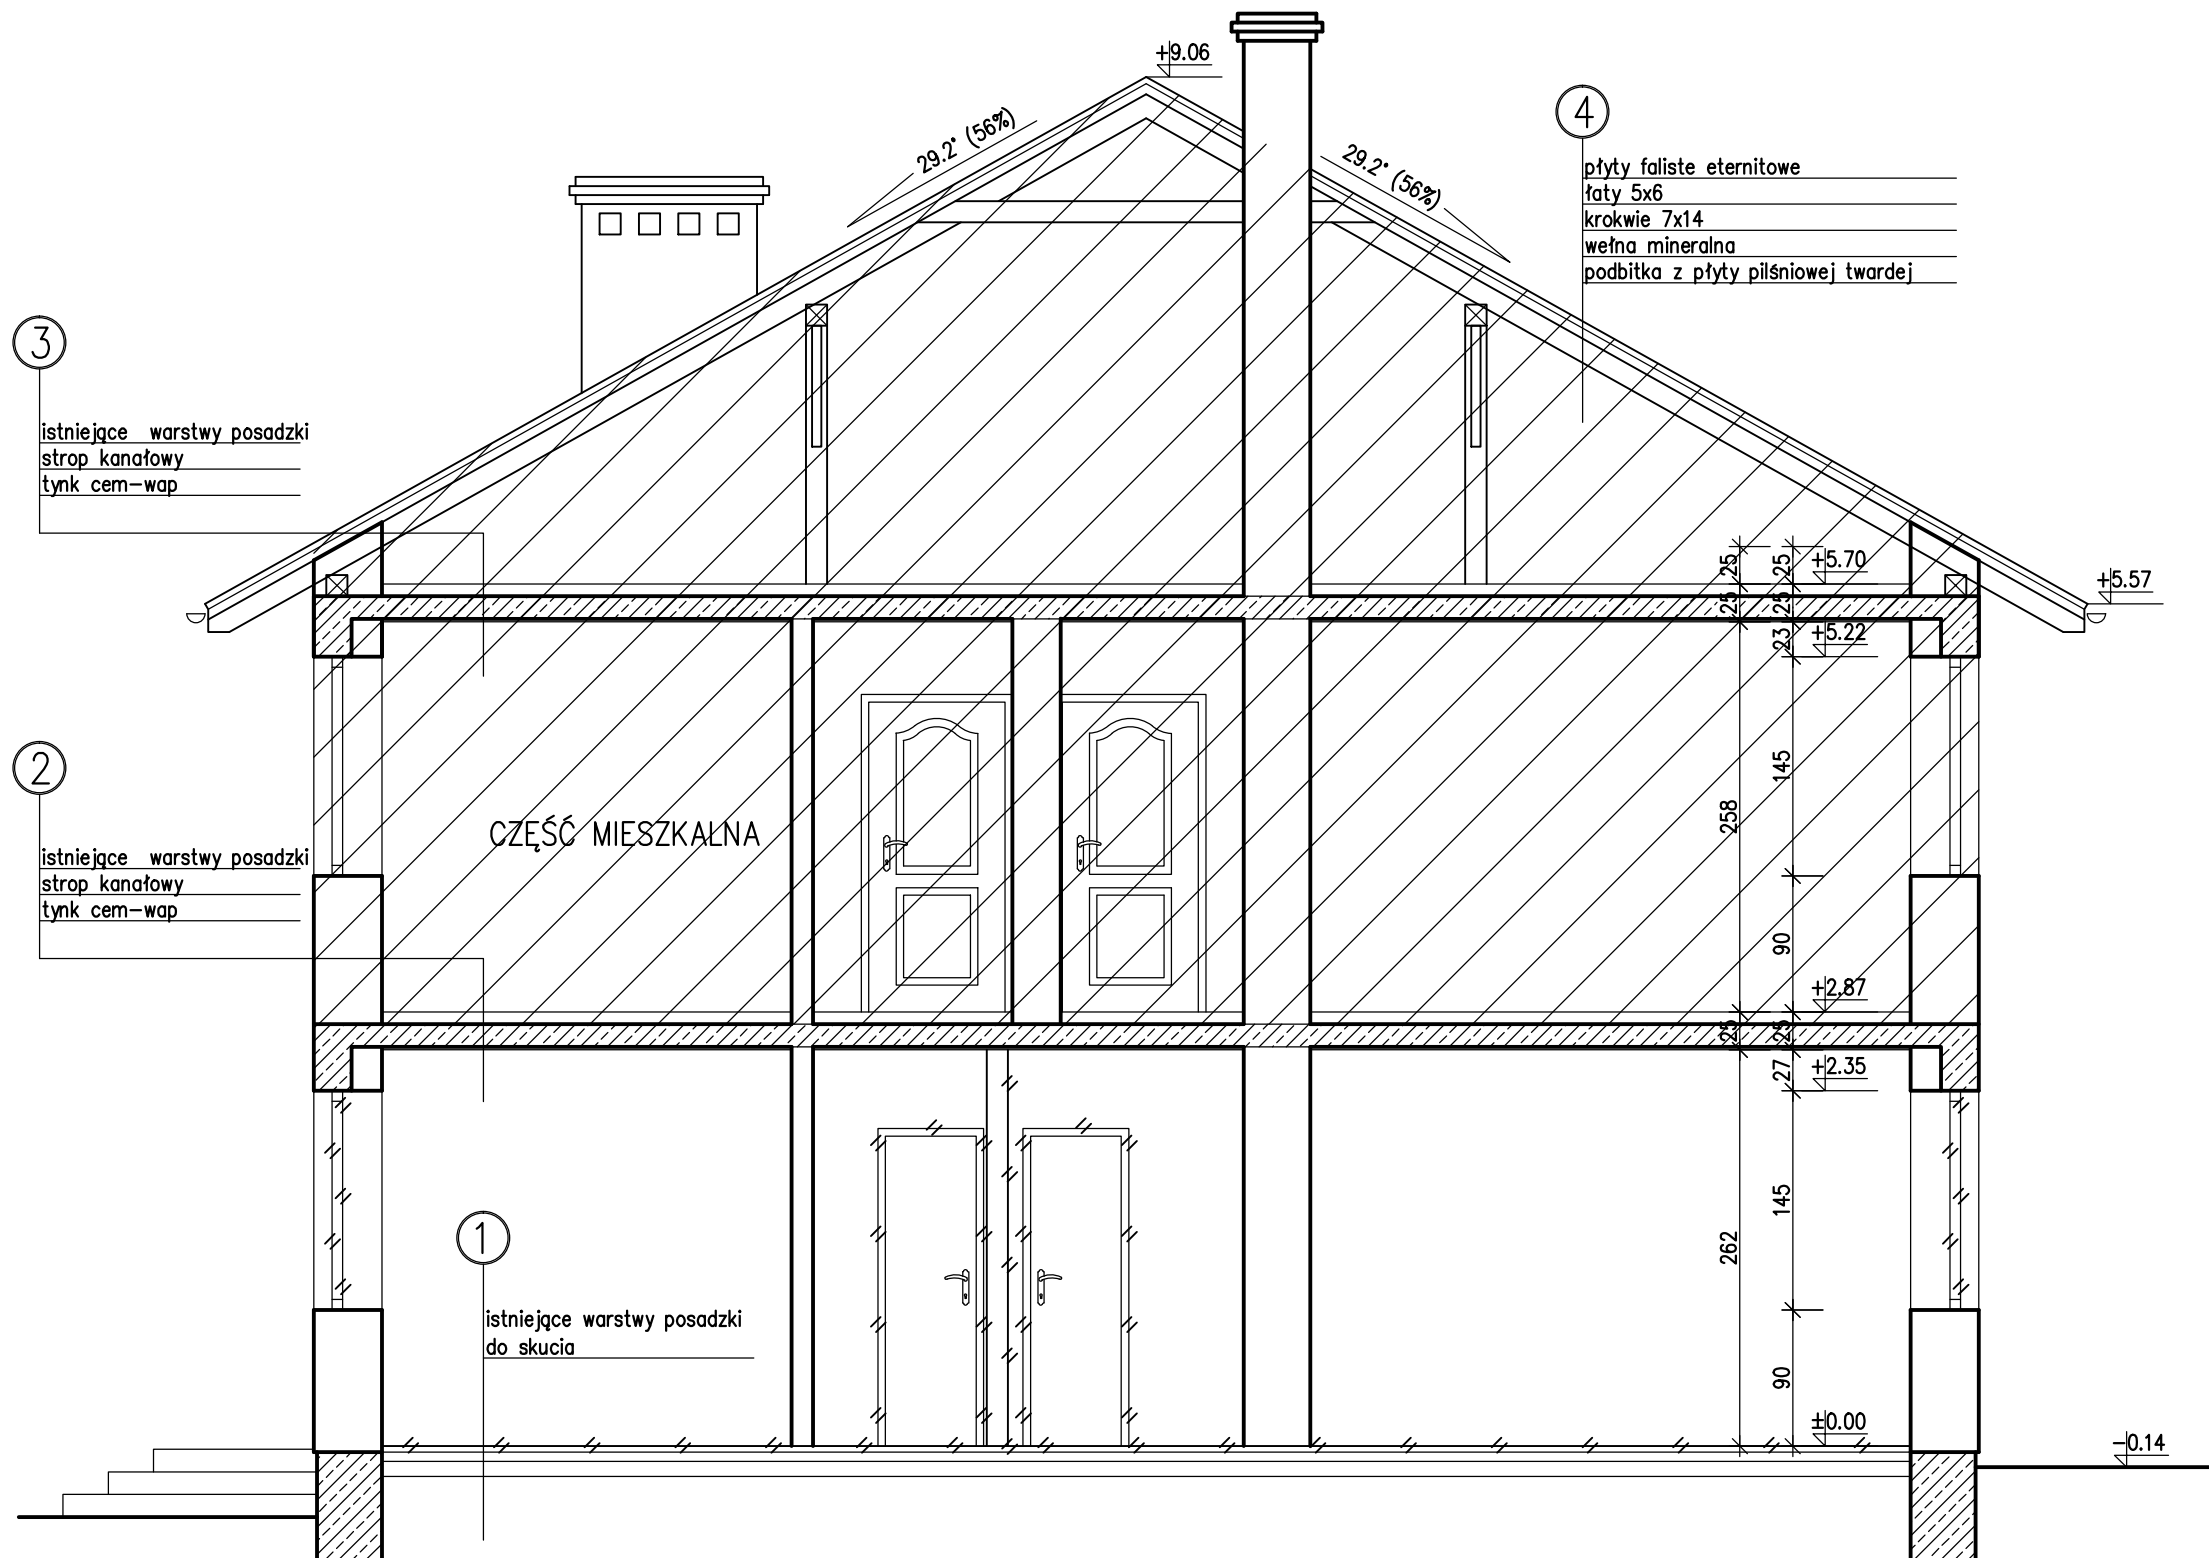 +9.06
29.2° (56%)
29.2° (56%)
4
płyty faliste eternitowe
łaty 5x6
krokwie 7x14
wełna mineralna
podbitka z płyty pilśniowej twardej
3
istniejące warstwy posadzki
strop kanałowy
tynk cem-wap
25
25
+5.70
+5.57
25
25
23
+5.22
2
istniejące warstwy posadzki
strop kanałowy
tynk cem-wap
CZĘŚĆ MIESZKALNA
258
145
90
+2.87
25
25
27
+2.35
1
istniejące warstwy posadzki
do skucia
262
145
90
±0.00
-0.14